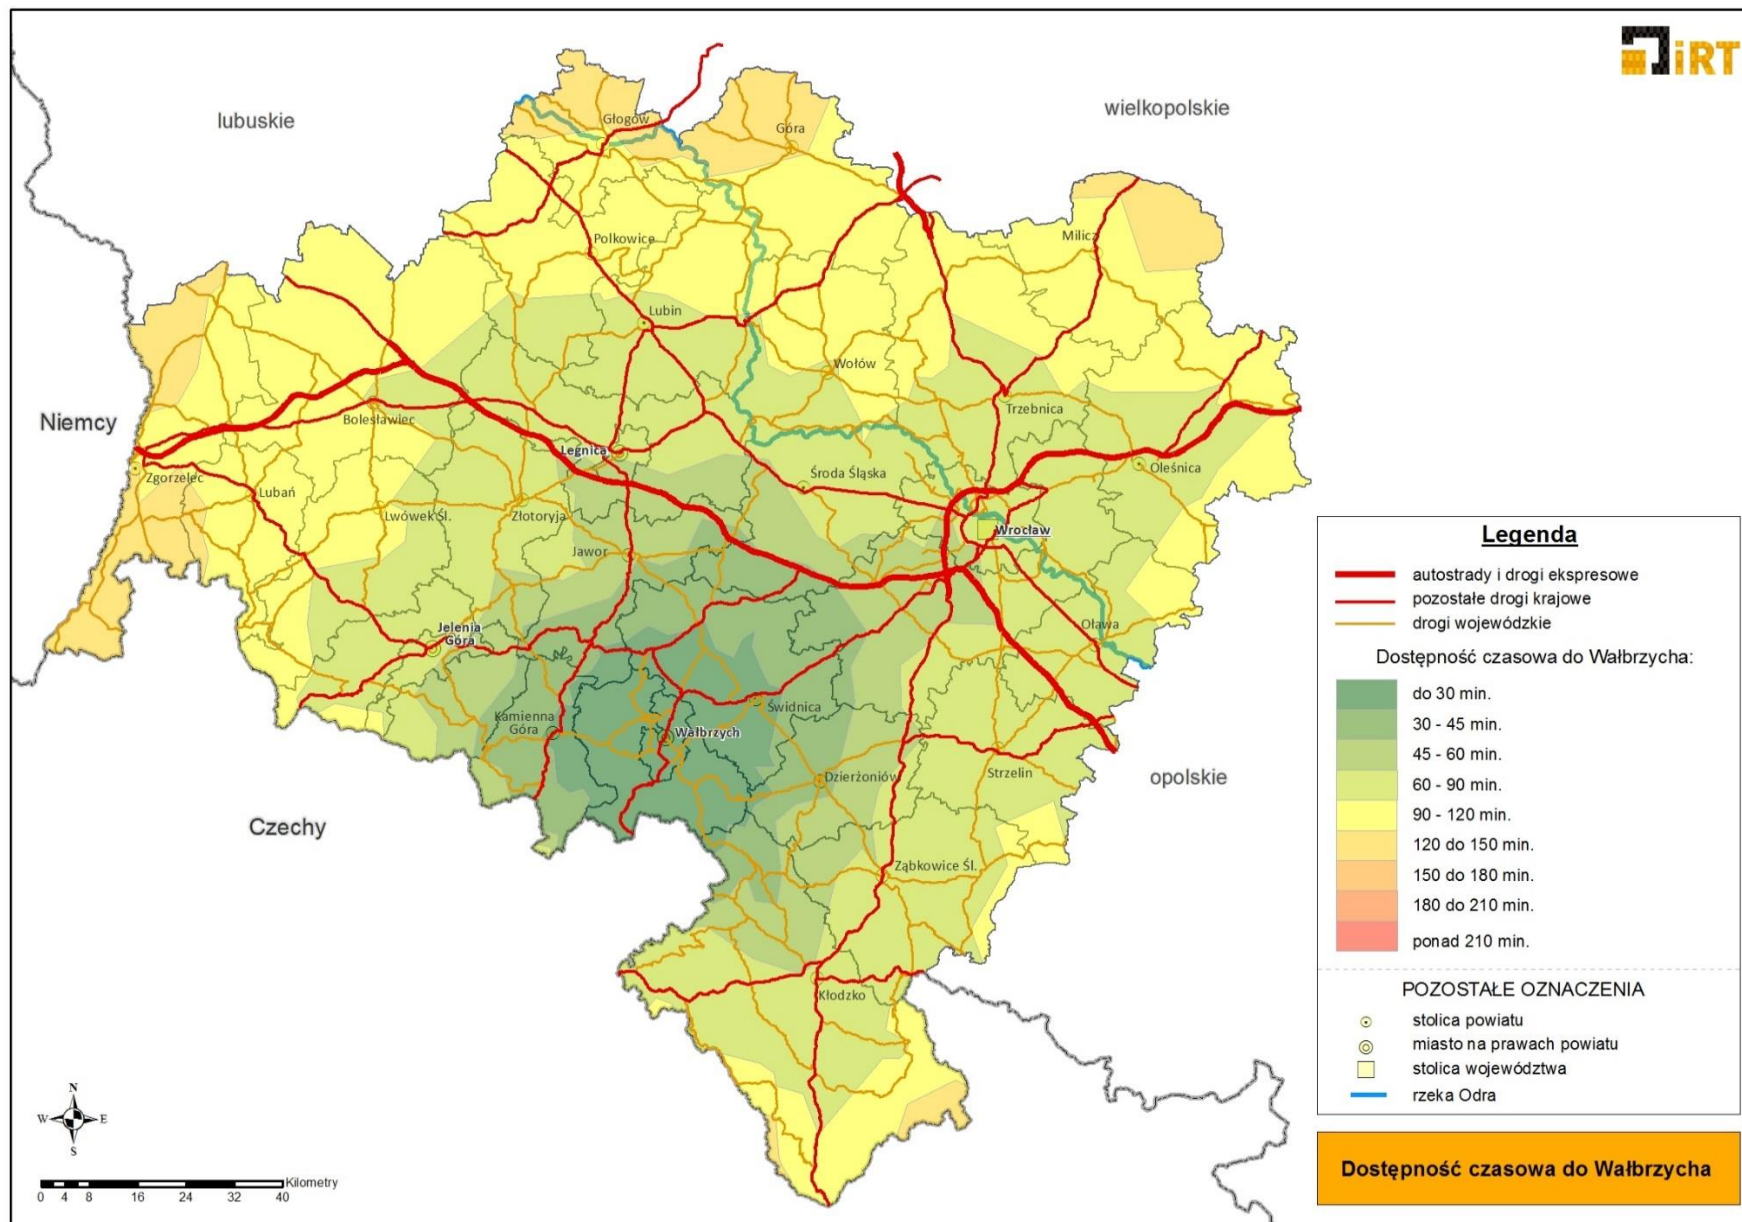 iRT
lubuskie
wielkopolskie
Głogów
Góra
Polkowice
Milicz
Lubin
Wołów
Niemcy
Bolesławiec
Trzebnica
Legnica
Zgorzelec
Lubań
Środa Śląska
Oleśnica
Lwówek Śl.
Złotoryja
Wrocław
Jawor
Jelenia
Góra
Oława
Kamienna
Góra
Świdnica
Wałbrzych
Dzierżoniów
Strzelin
opolskie
Czechy
Ząbkowice Śl.
Kłodzko
N
W
E
S
Kilometry
0 4 8 16 24 32 40
Legenda
autostrady i drogi ekspresowe
pozostałe drogi krajowe
drogi wojewódzkie
Dostępność czasowa do Wałbrzycha:
do 30 min.
30 - 45 min.
45 - 60 min.
60 - 90 min.
90 - 120 min.
120 do 150 min.
150 do 180 min.
180 do 210 min.
ponad 210 min.
POZOSTAŁE OZNACZENIA
stolica powiatu
miasto na prawach powiatu
stolica województwa
rzeka Odra
Dostępność czasowa do Wałbrzycha